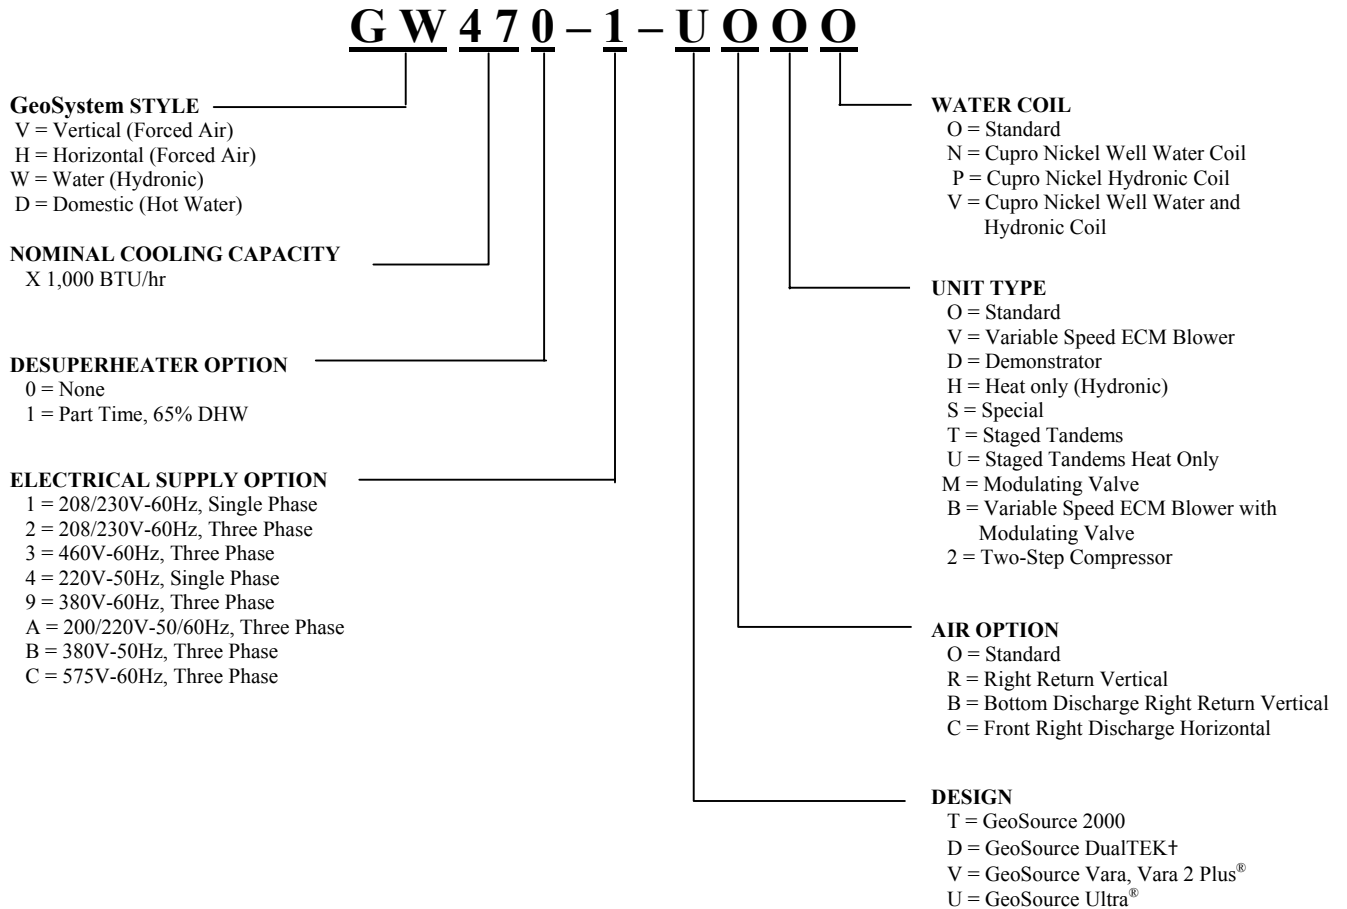 G W 4 7 0 – 1 – U O O O
GeoSystem STYLE
V = Vertical (Forced Air)
H = Horizontal (Forced Air)
W = Water (Hydronic)
D = Domestic (Hot Water)
NOMINAL COOLING CAPACITY
X 1,000 BTU/hr
DESUPERHEATER OPTION
0 = None
1 = Part Time, 65% DHW
ELECTRICAL SUPPLY OPTION
1 = 208/230V-60Hz, Single Phase
2 = 208/230V-60Hz, Three Phase
3 = 460V-60Hz, Three Phase
4 = 220V-50Hz, Single Phase
9 = 380V-60Hz, Three Phase
A = 200/220V-50/60Hz, Three Phase
B = 380V-50Hz, Three Phase
C = 575V-60Hz, Three Phase
WATER COIL
O = Standard
N = Cupro Nickel Well Water Coil
P = Cupro Nickel Hydronic Coil
V = Cupro Nickel Well Water and
Hydronic Coil
UNIT TYPE
O = Standard
V = Variable Speed ECM Blower
D = Demonstrator
H = Heat only (Hydronic)
S = Special
T = Staged Tandems
U = Staged Tandems Heat Only
M = Modulating Valve
B = Variable Speed ECM Blower with
Modulating Valve
2 = Two-Step Compressor
AIR OPTION
O = Standard
R = Right Return Vertical
B = Bottom Discharge Right Return Vertical
C = Front Right Discharge Horizontal
DESIGN
T = GeoSource 2000
D = GeoSource DualTEK†
V = GeoSource Vara, Vara 2 Plus®
U = GeoSource Ultra®